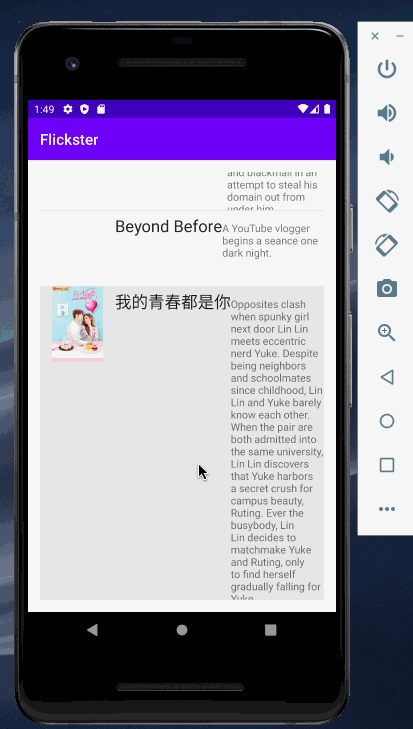 1:49
Flickster
and blackmail in an
attempt to steal his
domain out from
under him.
Beyond Before
A YouTube vlogger
begins a seance one
dark night.
我的青春都是你
Opposites clash
when spunky girl
next door Lin Lin
meets eccentric
nerd Yuke. Despite
being neighbors
and schoolmates
since childhood, Lin
Lin and Yuke barely
know each other.
When the pair are
both admitted into
the same university,
Lin Lin discovers
that Yuke harbors
a secret crush for
campus beauty,
Ruting. Ever the
busybody, Lin
Lin decides to
matchmake Yuke
and Ruting, only
to find herself
gradually falling for
Yuke.